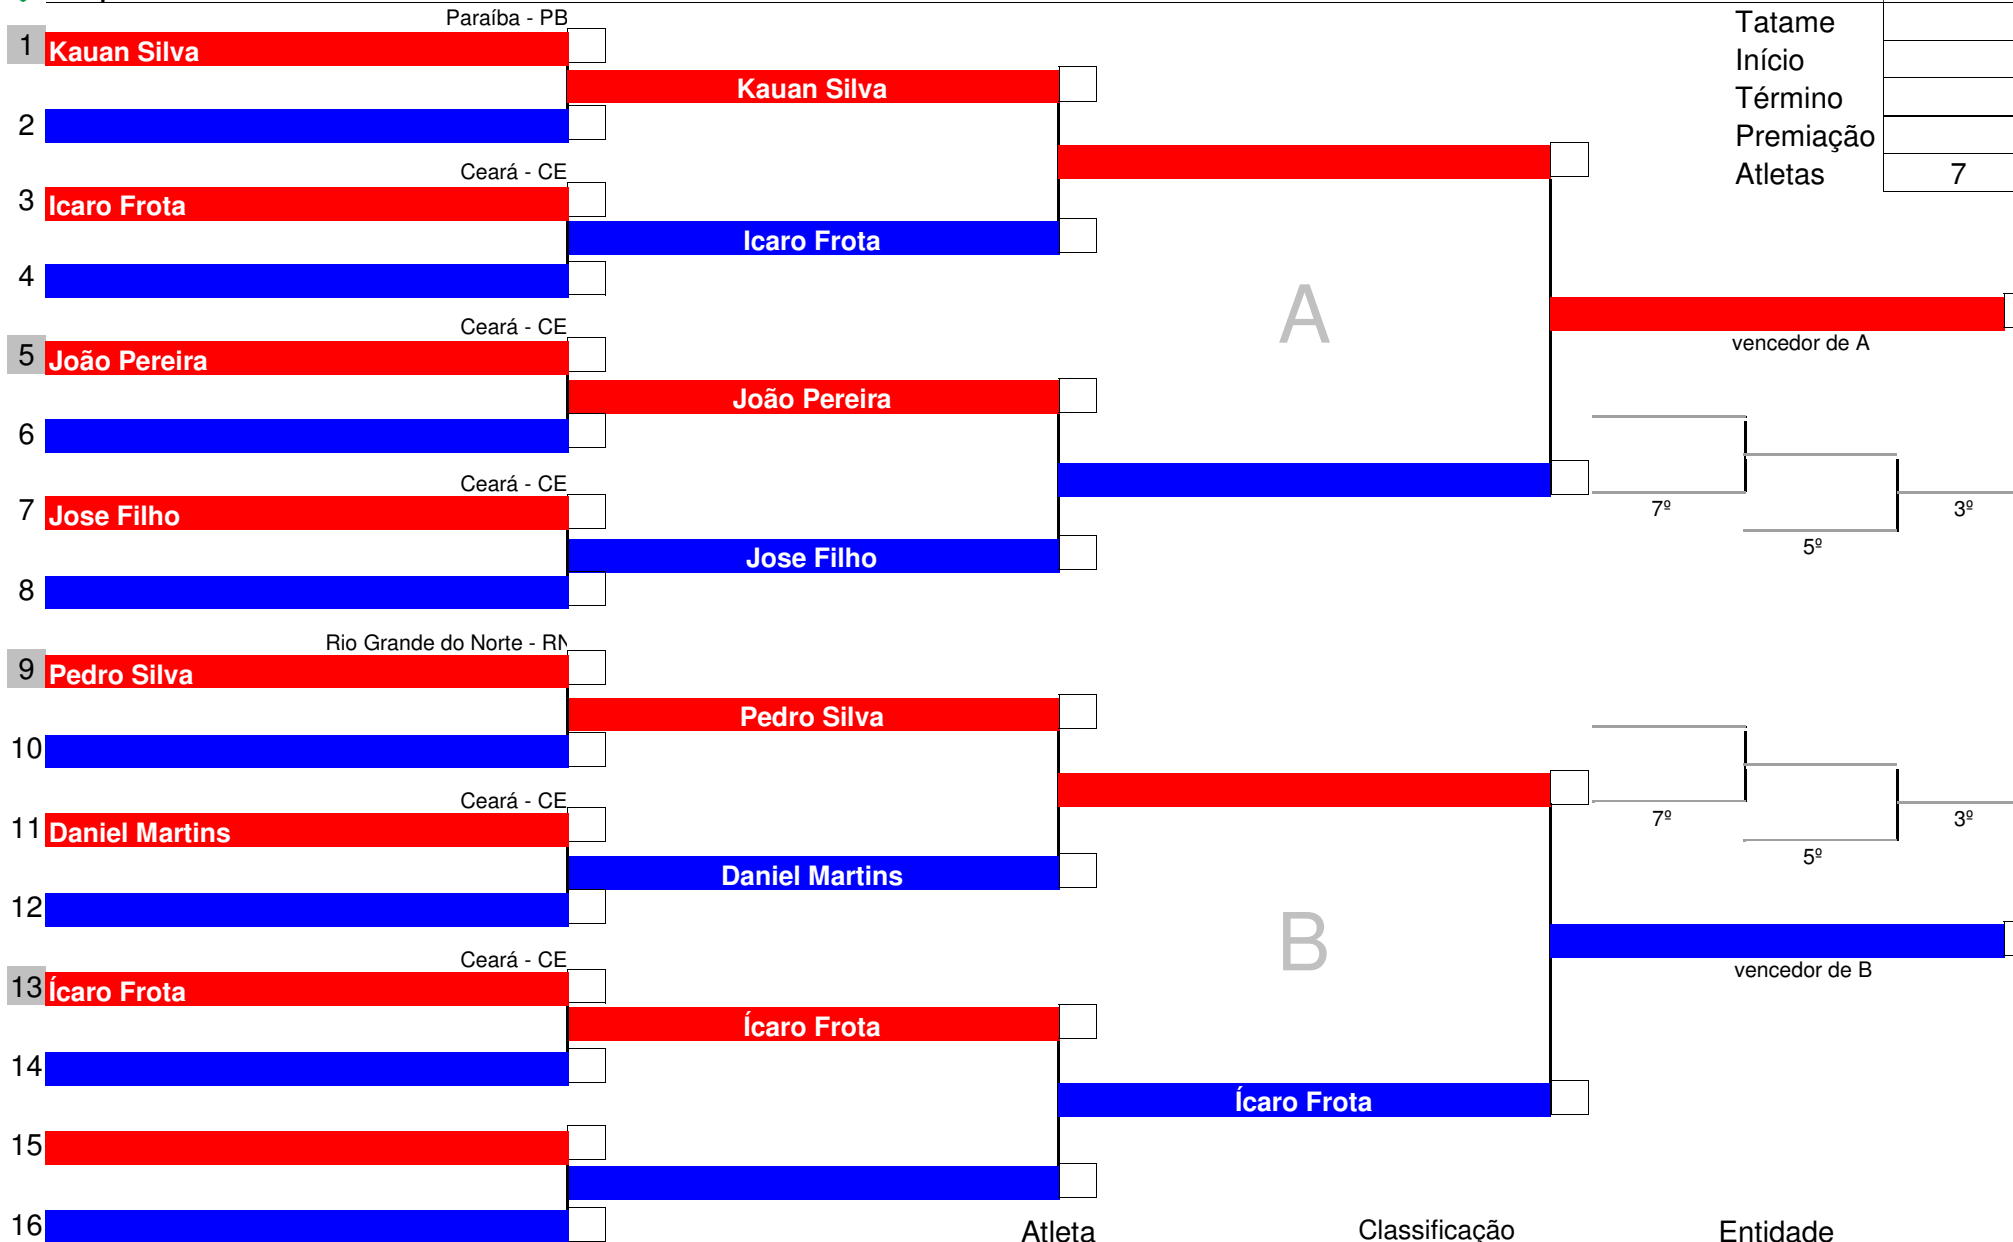 Paraíba - PB
1 Kauan Silva
Kauan Silva
2
Ceará - CE
3 Icaro Frota
Icaro Frota
4
Ceará - CE
5 João Pereira
João Pereira
6
Ceará - CE
7 Jose Filho
Jose Filho
8
A
Rio Grande do Norte - RN
9 Pedro Silva
Pedro Silva
10
Ceará - CE
11 Daniel Martins
Daniel Martins
12
Ceará - CE
13 Ícaro Frota
Ícaro Frota
14
Ícaro Frota
15
16
B
Tatame
Início
Término
Premiação
Atletas 7
vencedor de A
7º
3º
5º
7º
3º
5º
vencedor de B
Atleta Classificação Entidade